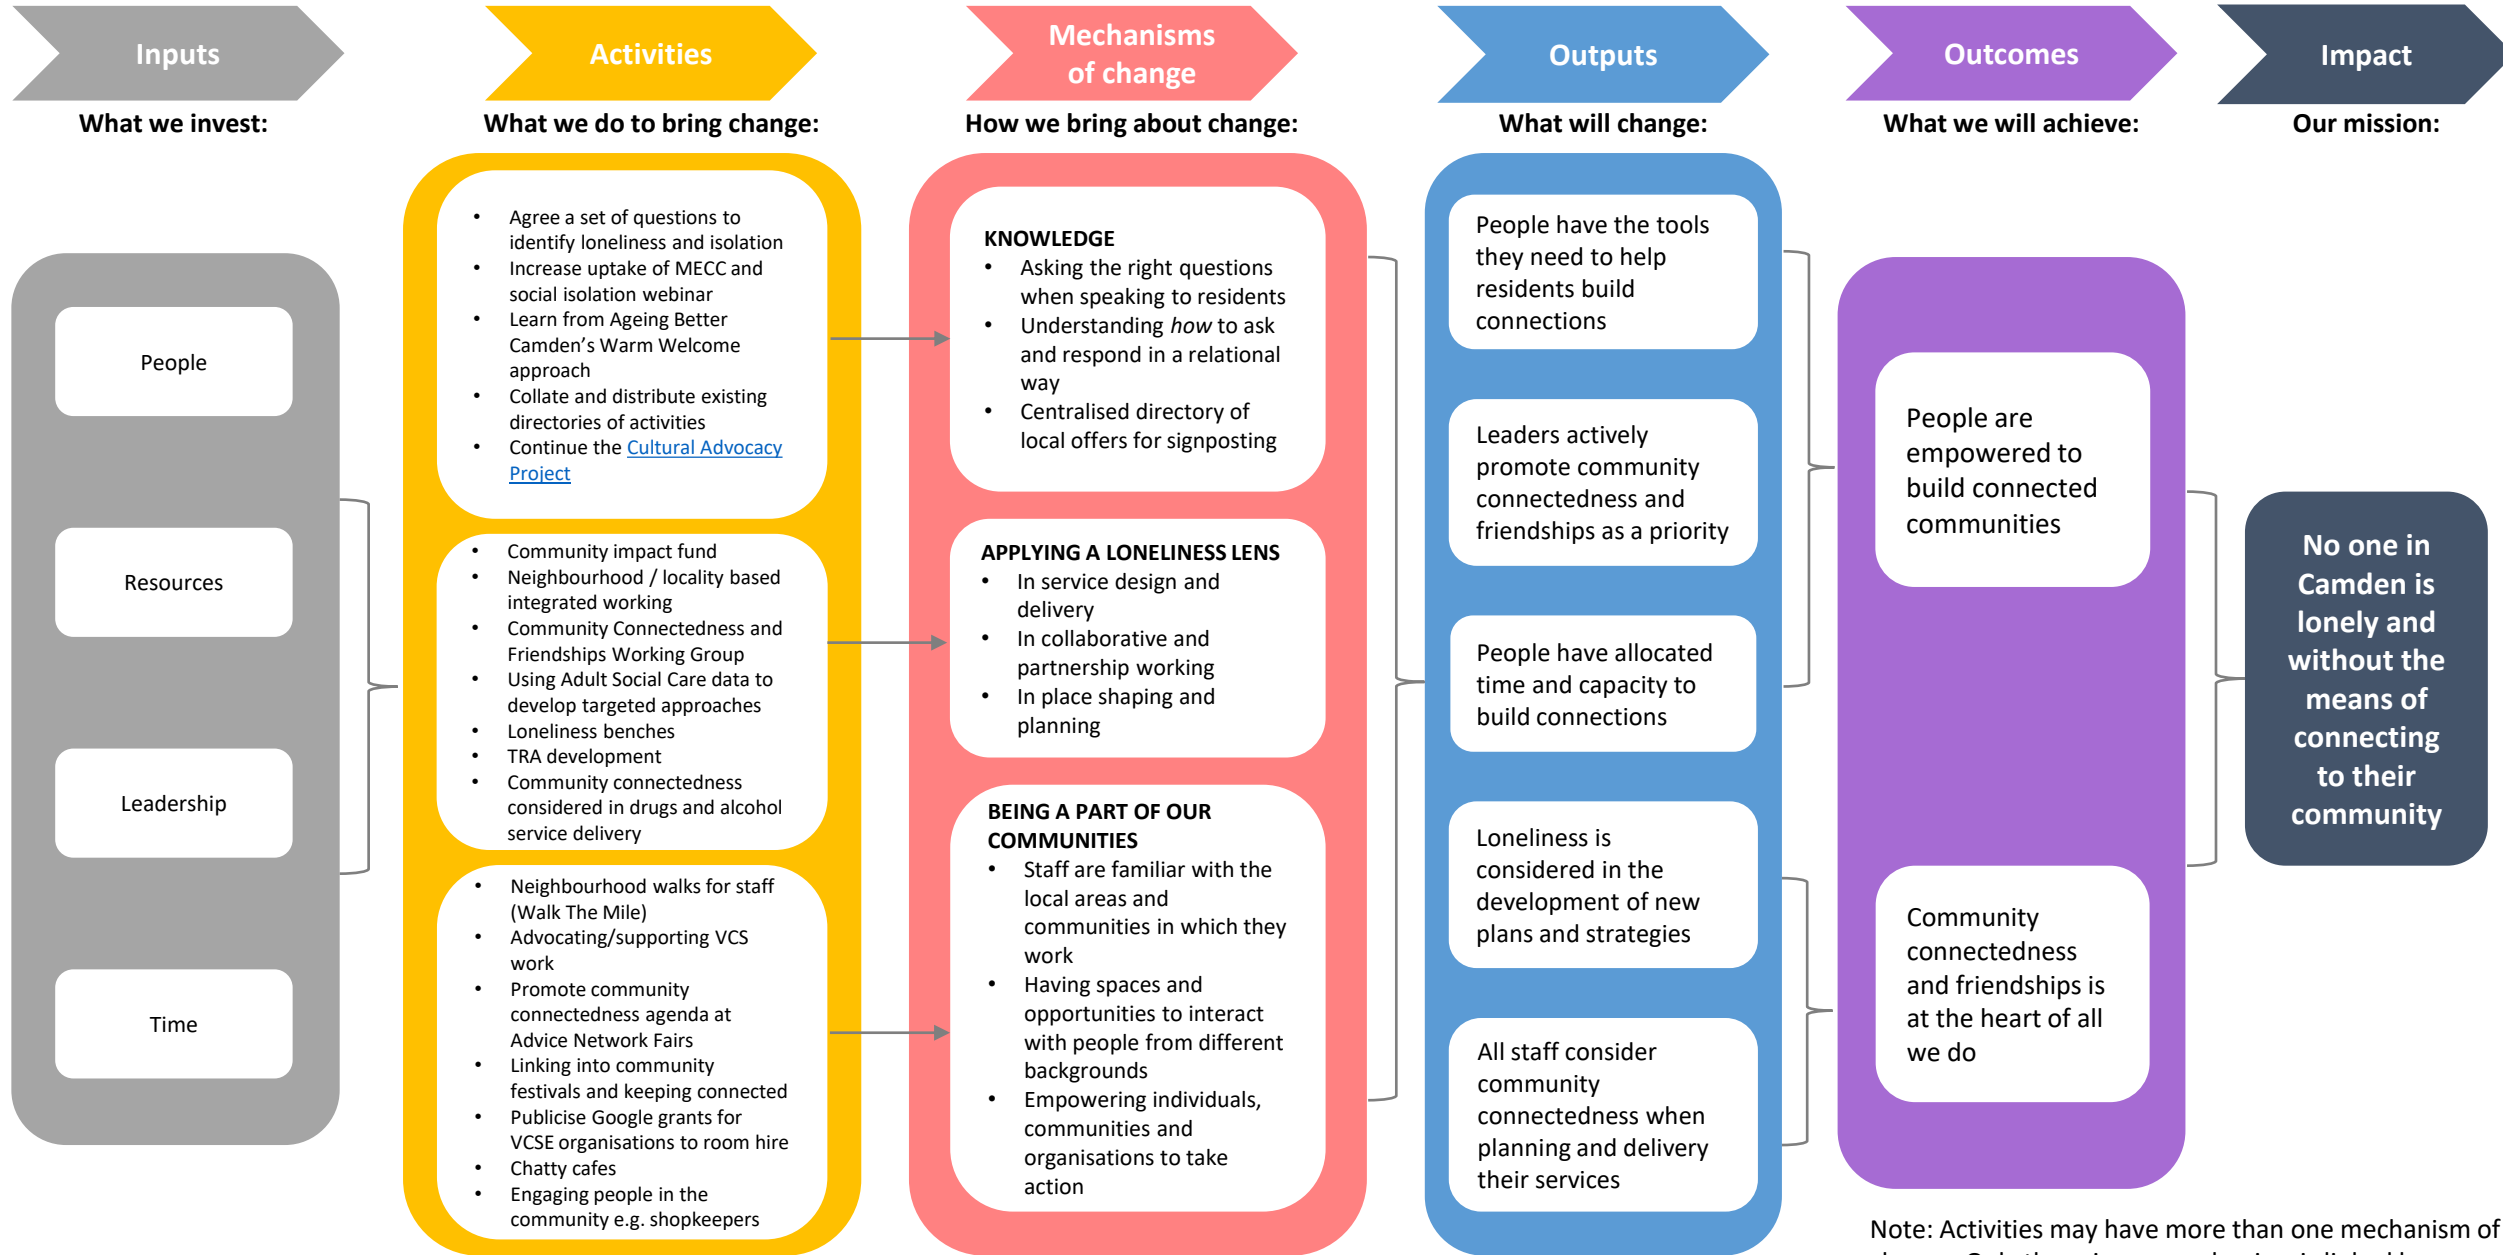 Inputs
Activities
Mechanisms
of change
Outputs
Outcomes
Impact
What we invest:
What we do to bring change:
How we bring about change:
What will change:
What we will achieve:
Our mission:
People
Resources
Leadership
Time
• Agree a set of questions to
identify loneliness and isolation
• Increase uptake of MECC and
social isolation webinar
• Learn from Ageing Better
Camden's Warm Welcome
approach
• Collate and distribute existing
directories of activities
• Continue the Cultural Advocacy
Project
• Community impact fund
• Neighbourhood / locality based
integrated working
• Community Connectedness and
Friendships Working Group
• Using Adult Social Care data to
develop targeted approaches
• Loneliness benches
• TRA development
• Community connectedness
considered in drugs and alcohol
service delivery
• Neighbourhood walks for staff
(Walk The Mile)
• Advocating/supporting VCS
work
• Promote community
connectedness agenda at
Advice Network Fairs
• Linking into community
festivals and keeping connected
• Publicise Google grants for
VCSE organisations to room hire
• Chatty cafes
• Engaging people in the
community e.g. shopkeepers
KNOWLEDGE
• Asking the right questions
when speaking to residents
• Understanding how to ask
and respond in a relational
way
• Centralised directory of
local offers for signposting
APPLYING A LONELINESS LENS
• In service design and
delivery
• In collaborative and
partnership working
• In place shaping and
planning
BEING A PART OF OUR
COMMUNITIES
• Staff are familiar with the
local areas and
communities in which they
work
• Having spaces and
opportunities to interact
with people from different
backgrounds
• Empowering individuals,
communities and
organisations to take
action
People have the tools
they need to help
residents build
connections
Leaders actively
promote community
connectedness and
friendships as a priority
People have allocated
time and capacity to
build connections
Loneliness is
considered in the
development of new
plans and strategies
All staff consider
community
connectedness when
planning and delivery
their services
People are
empowered to
build connected
communities
Community
connectedness
and friendships is
at the heart of all
we do
No one in
Camden is
lonely and
without the
means of
connecting
to their
community
Note: Activities may have more than one mechanism of